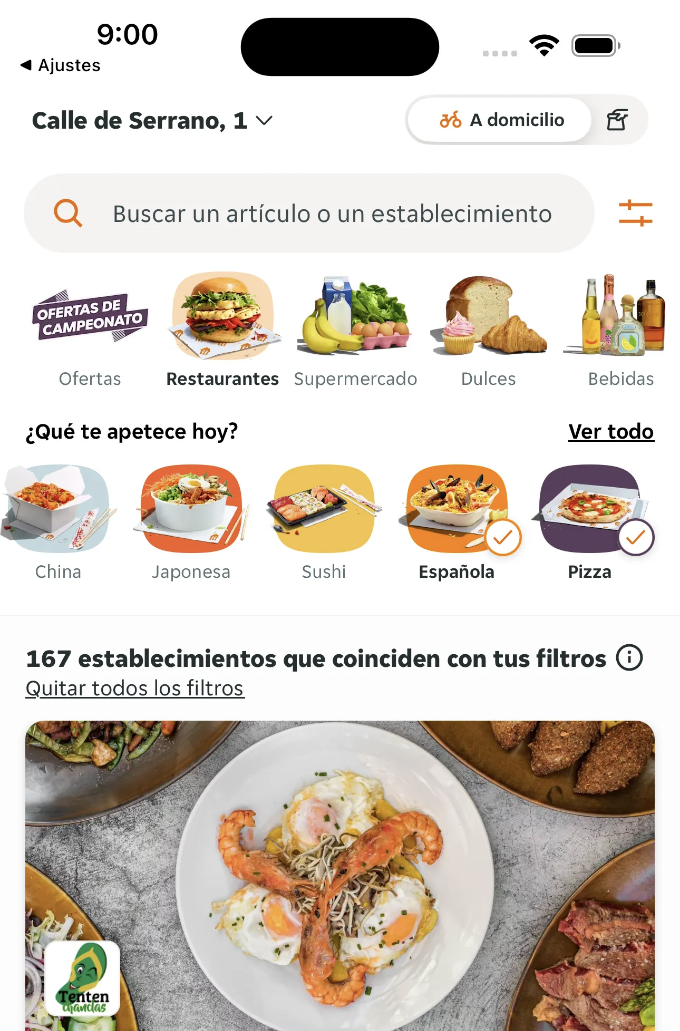 9:00
◀ Ajustes
Calle de Serrano, 1
A domicilio
Buscar un artículo o un establecimiento
OFERTAS DE
CAMPEONATO
Ofertas
Restaurantes
Supermercado
Dulces
Bebidas
¿Qué te apetece hoy?
Ver todo
China
Japonesa
Sushi
Española
Pizza
167 establecimientos que coinciden con tus filtros
Quitar todos los filtros
Tenten
chanclas